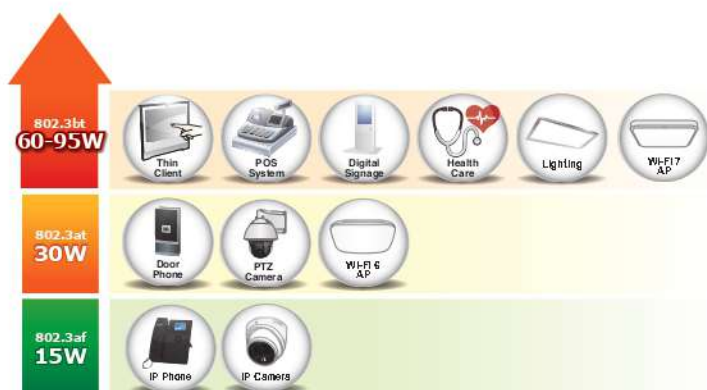 802.3bt
60-95W
Thin
Client
POS
System
Digital
Signage
Health
Care
Lighting
WI-FI 7
AP
802.3at
30W
Door
Phone
PTZ
Camera
WI-FI 6
AP
802.3af
15W
IP Phone
IP Camera